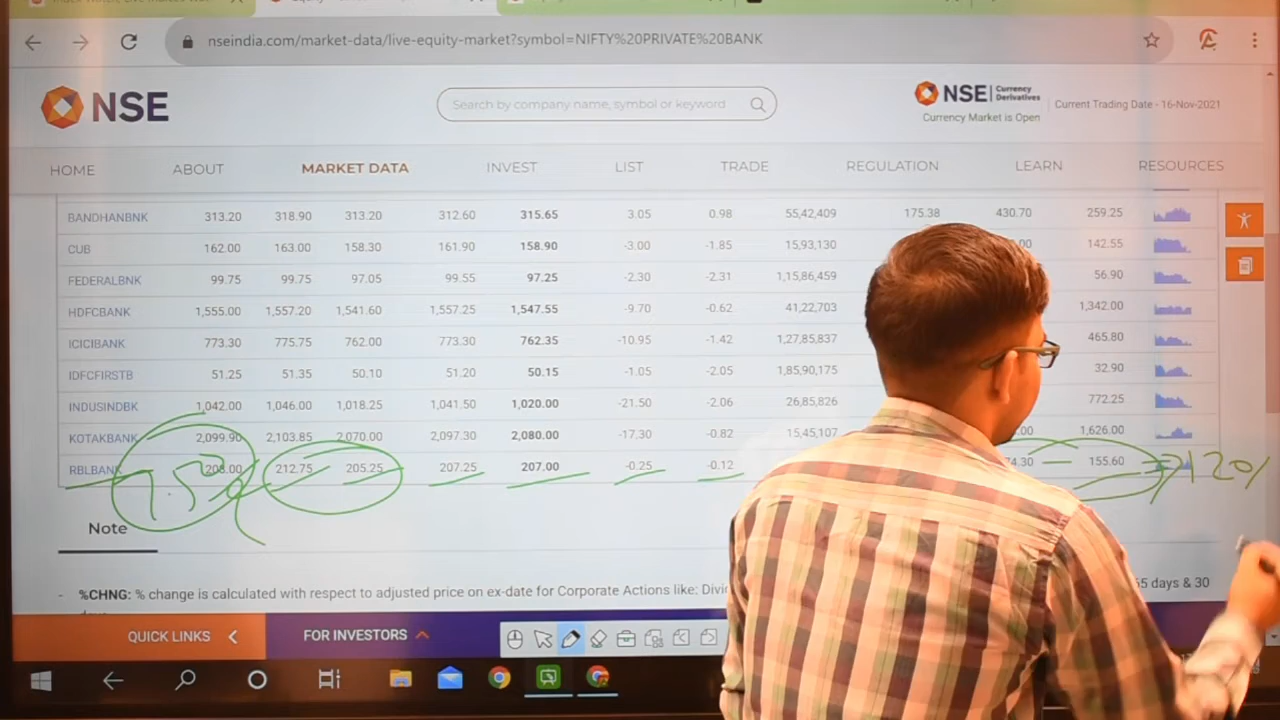 nseindia.com/market-data/live-equity-market?symbol=NIFTY%20PRIVATE%20BANK
NSE
Search by company name, symbol or keyword
NSE Currency Derivatives
Currency Market is Open
Current Trading Date - 16-Nov-2021
HOME ABOUT MARKET DATA INVEST LIST TRADE REGULATION LEARN RESOURCES
BANDHANBNK 313.20 318.90 313.20 312.60 315.65 3.05 0.98 55,42,409 175.38 430.70 259.25
CUB 162.00 163.00 158.30 161.90 158.90 -3.00 -1.85 15,93,130 142.55
FEDERALBNK 99.75 99.75 97.05 99.55 97.25 -2.30 -2.31 1,15,86,459 56.90
HDFCBANK 1,555.00 1,557.20 1,541.60 1,557.25 1,547.55 -9.70 -0.62 41,22,703 1,342.00
ICICIBANK 773.30 775.75 762.00 773.30 762.35 -10.95 -1.42 1,27,85,837 465.80
IDFCFIRSTB 51.25 51.35 50.10 51.20 50.15 -1.05 -2.05 1,85,90,175 32.90
INDUSINDBK 1,042.00 1,046.00 1,018.25 1,041.50 1,020.00 -21.50 -2.06 26,85,826 772.25
KOTAKBANK 2,099.90 2,103.85 2,070.00 2,097.30 2,080.00 -17.30 -0.82 15,45,107 1,626.00
RBLBANK 208.00 212.75 205.25 207.25 207.00 -0.25 -0.12 155.60 120%
7.50%
Note
- %CHNG: % change is calculated with respect to adjusted price on ex-date for Corporate Actions like: days & 30
QUICK LINKS FOR INVESTORS